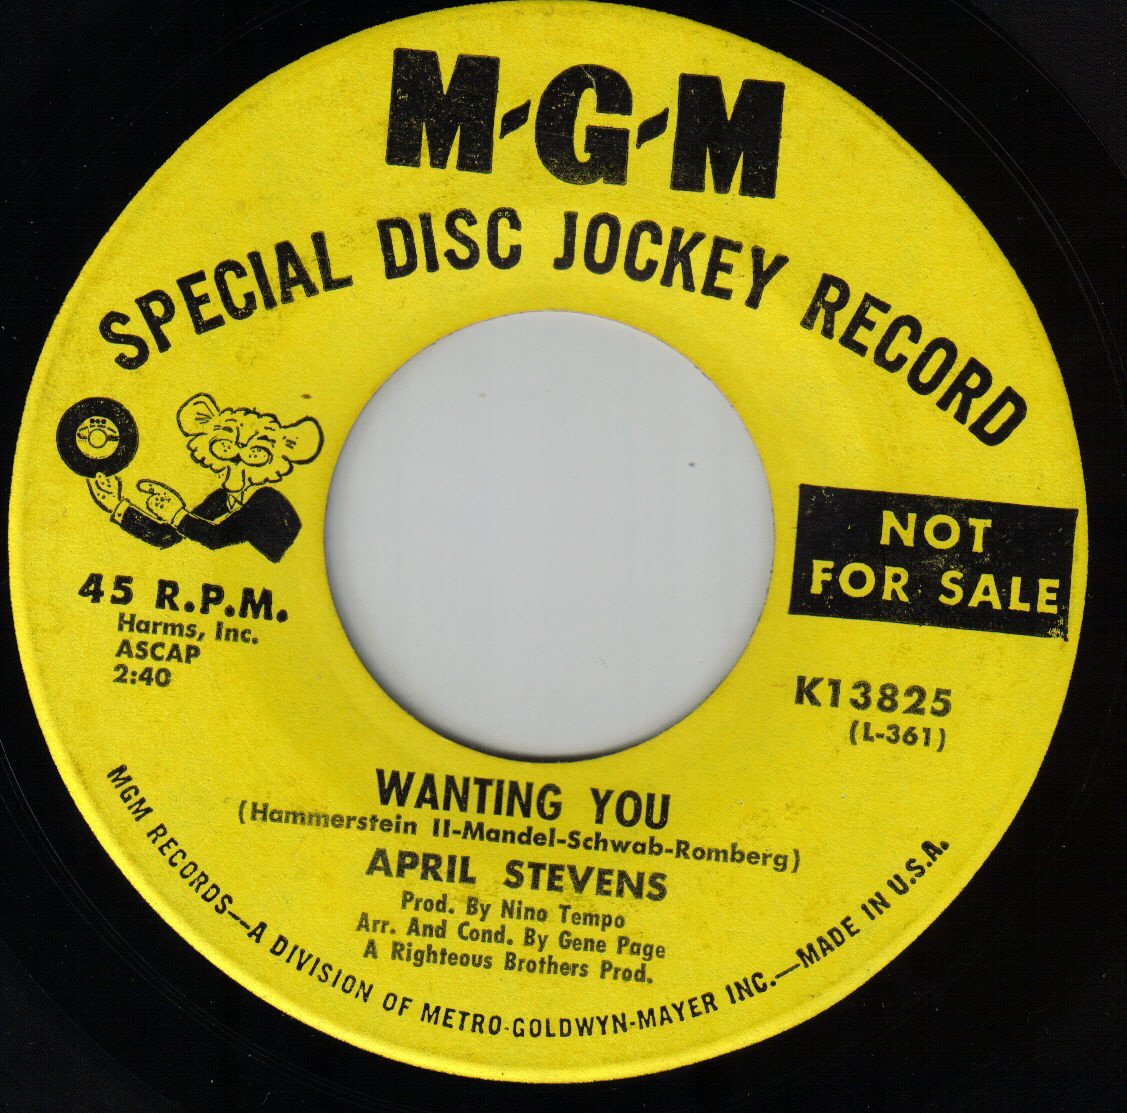 M-G-M
SPECIAL DISC JOCKEY RECORD
NOT
FOR SALE
45 R.P.M.
Harms, Inc.
ASCAP
2:40
K13825
(L-361)
WANTING YOU
(Hammerstein II-Mandel-Schwab-Romberg)
APRIL STEVENS
Prod. By Nino Tempo
Arr. And Cond. By Gene Page
A Righteous Brothers Prod.
MGM RECORDS—A DIVISION OF METRO-GOLDWYN-MAYER INC.—MADE IN U.S.A.